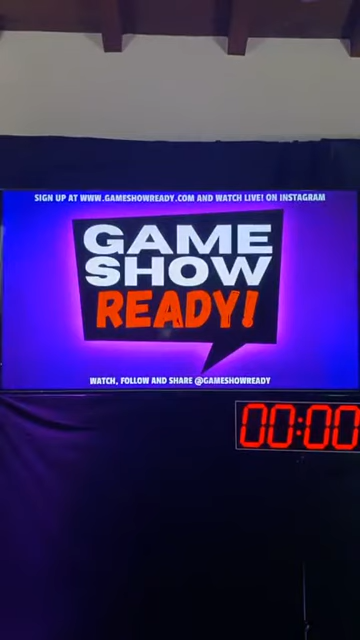 SIGN UP AT WWW.GAMESHOWREADY.COM AND WATCH LIVE! ON INSTAGRAM
GAME
SHOW
READY!
WATCH, FOLLOW AND SHARE @GAMESHOWREADY
00:00